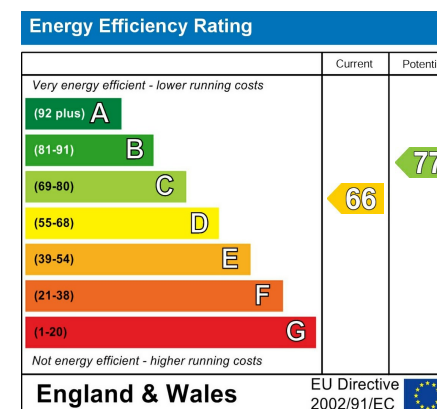 Energy Efficiency Rating
Current Potenti
Very energy efficient - lower running costs
(92 plus) A
(81-91) B
(69-80) C
(55-68) D
(39-54) E
(21-38) F
(1-20) G
66
77
Not energy efficient - higher running costs
England & Wales
EU Directive
2002/91/EC